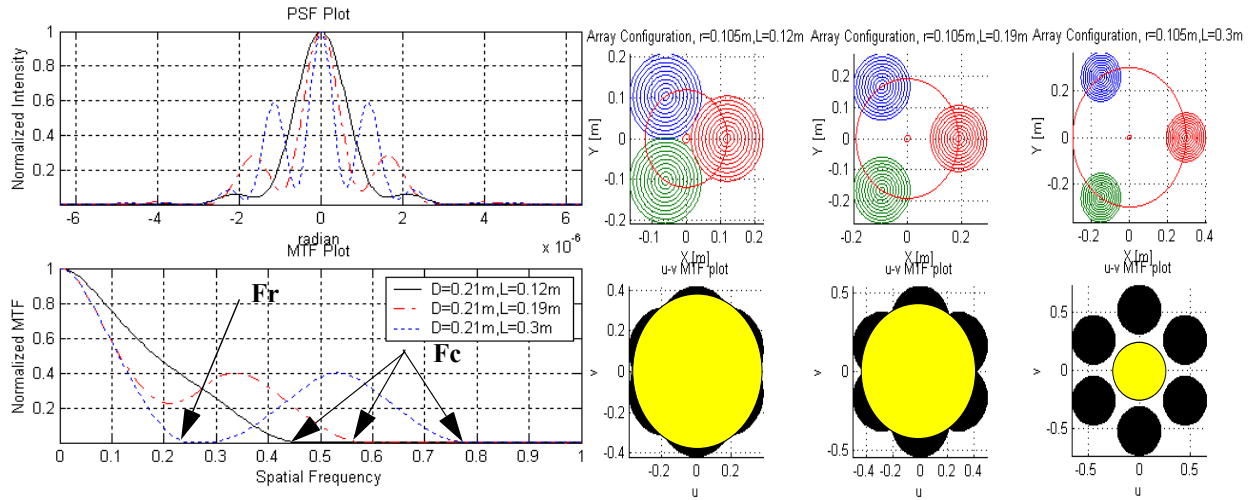 PSF Plot
1
0.8
0.6
0.4
0.2
Normalized Intensity
-6 -4 -2 0 2 4 6
radian
x 10⁻⁶
MTF Plot
1
0.8
0.6
0.4
0.2
Normalized MTF
Fr
D=0.21m,L=0.12m
D=0.21m,L=0.19m
D=0.21m,L=0.3m
Fc
0 0.1 0.2 0.3 0.4 0.5 0.6 0.7 0.8 0.9 1
Spatial Frequency
Array Configuration, r=0.105m,L=0.12m
0.2
0.1
0
-0.1
-0.2
Y [m]
-0.1 0 0.1 0.2
X [m]
Array Configuration, r=0.105m,L=0.19m
0.2
0.1
0
-0.1
-0.2
Y [m]
-0.2 0 0.2
X [m]
Array Configuration, r=0.105m,L=0.3m
0.2
0
-0.2
Y [m]
-0.2 0 0.2 0.4
X [m]
u-v MTF plot
0.4
0.2
0
-0.2
-0.4
v
-0.2 0 0.2
u
u-v MTF plot
0.5
0
-0.5
v
-0.5 0 0.5
u
u-v MTF plot
0.5
0
-0.5
v
-0.5 0 0.5
u